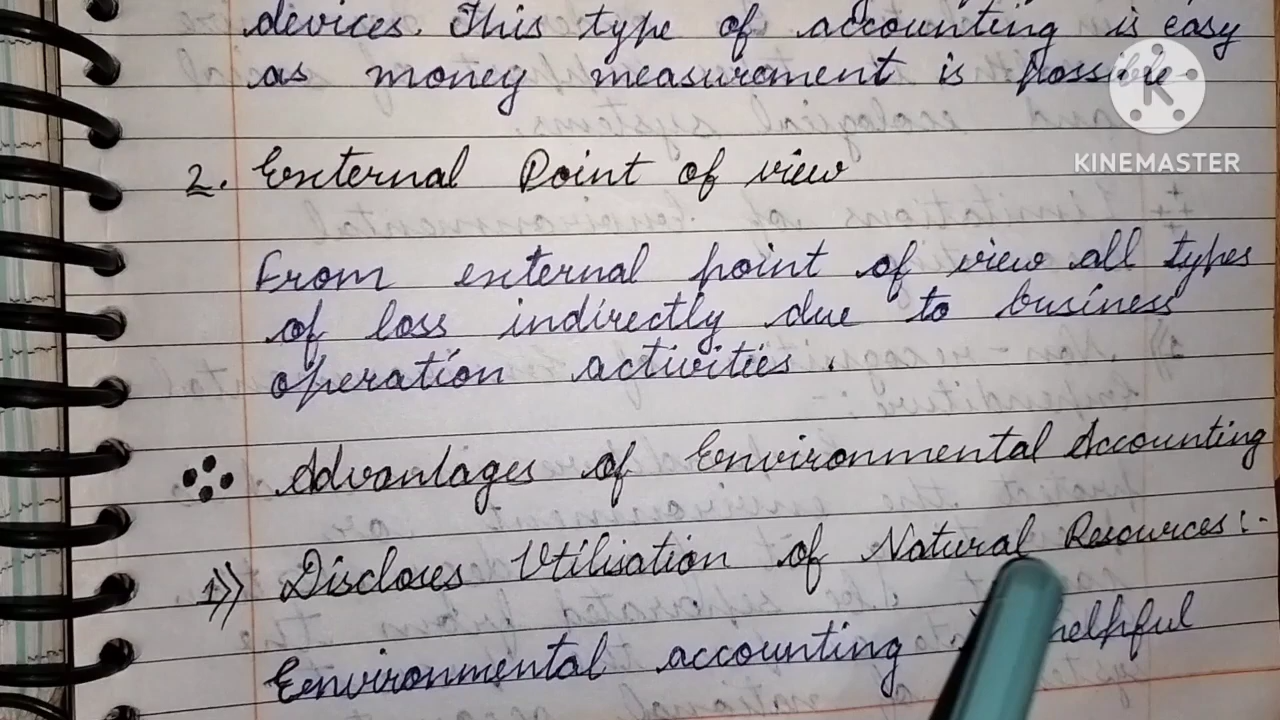 devices. This type of accounting is easy
as money measurement is possible
KINEMASTER
2. External Point of view
From external point of view all types
of loss indirectly due to business
operation activities.
Advantages of Environmental Accounting
1) Discloses Utilisation of Natural Resources:-
Environmental accounting helpful